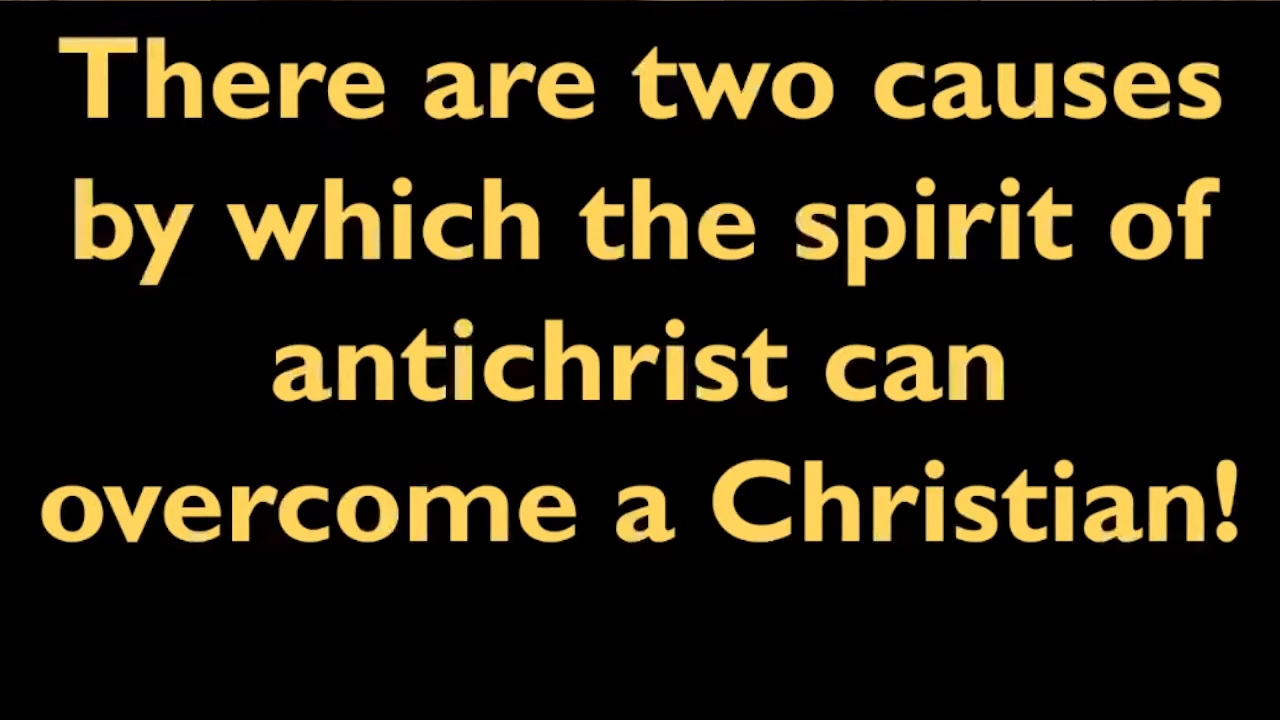 There are two causes
by which the spirit of
antichrist can
overcome a Christian!